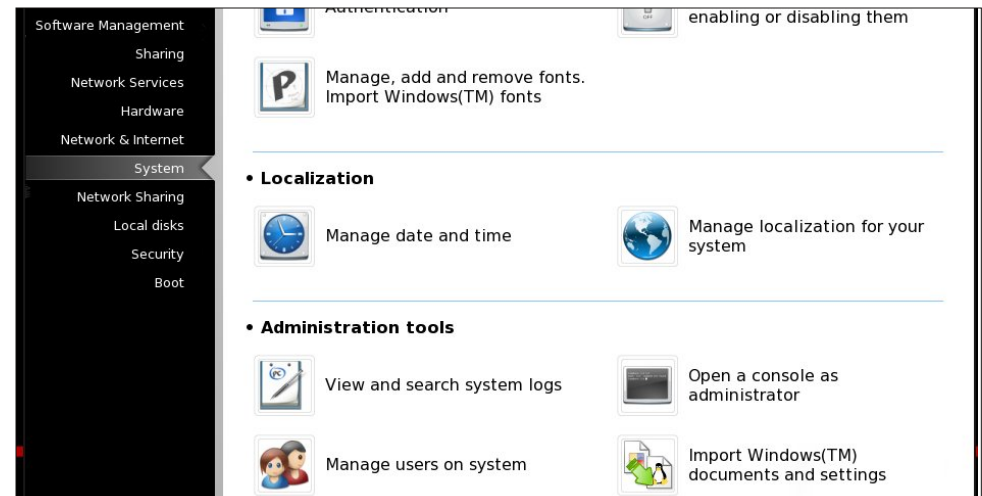 Software Management
Sharing
Network Services
Hardware
Network & Internet
System
Network Sharing
Local disks
Security
Boot
Authentication
enabling or disabling them
Manage, add and remove fonts.
Import Windows(TM) fonts
• Localization
Manage date and time
Manage localization for your
system
• Administration tools
View and search system logs
Open a console as
administrator
Manage users on system
Import Windows(TM)
documents and settings